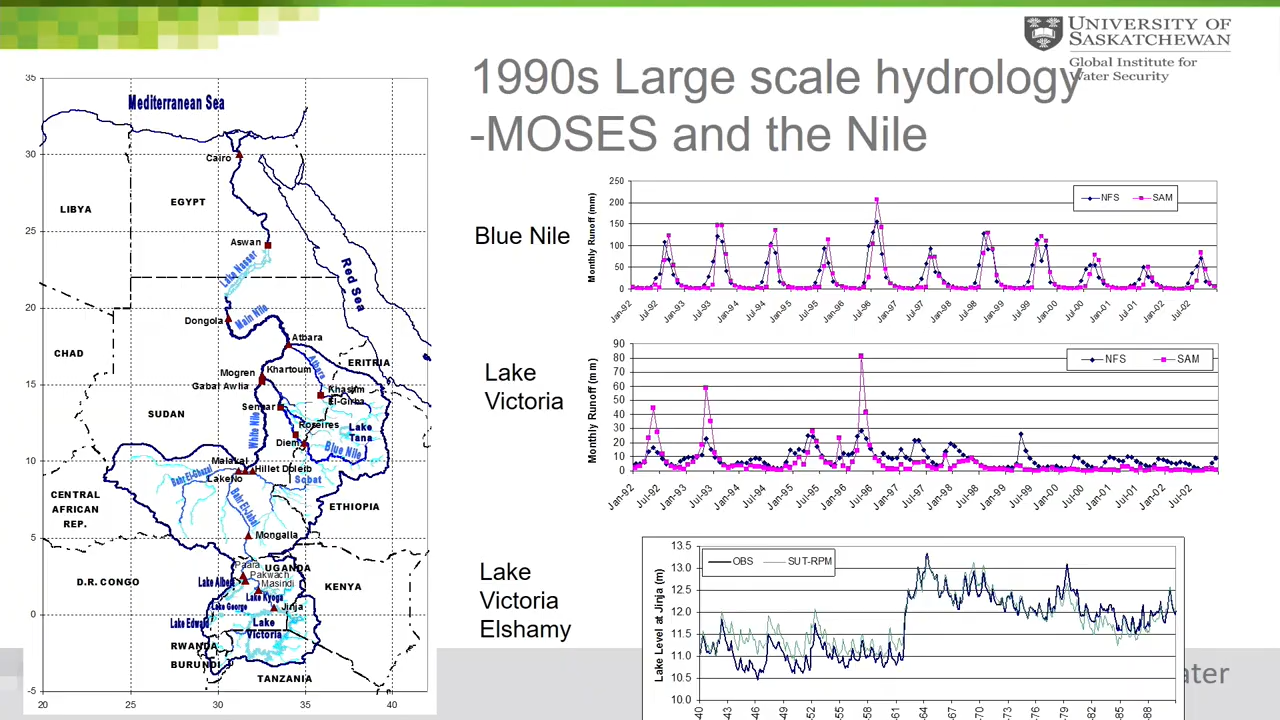 UNIVERSITY OF
SASKATCHEWAN
Global Institute for
Water Security
1990s Large scale hydrology
-MOSES and the Nile
35
30
25
20
15
10
5
0
-5
20
25
30
35
40
Mediterranean Sea
Cairo
LIBYA
EGYPT
Aswan
Lake Nasser
Red Sea
Main Nile
Dongola
Atbara
CHAD
Atbara
ERITRIA
Mogren
Khartoum
Gabal Awlia
Khashm
El-Girba
Sennar
SUDAN
Roseires
Lake
Tana
White Nile
Diem
Blue Nile
Malakal
Hillet Doleib
Bahr El-Ghazal
LakeNo
Sobat
CENTRAL
AFRICAN
REP.
Bahr El-Jebel
ETHIOPIA
Mongalla
Paara
UGANDA
Pakwach
D.R. CONGO
Lake Albert
Masindi
KENYA
Lake Kyoga
Lake George
Jinja
Lake Edward
Lake
Victoria
RWANDA
BURUNDI
TANZANIA
Blue Nile
Monthly Runoff (mm)
250
200
150
100
50
0
NFS
SAM
Jan-92
Jul-92
Jan-93
Jul-93
Jan-94
Jul-94
Jan-95
Jul-95
Jan-96
Jul-96
Jan-97
Jul-97
Jan-98
Jul-98
Jan-99
Jul-99
Jan-00
Jul-00
Jan-01
Jul-01
Jan-02
Jul-02
Lake
Victoria
Monthly Runoff (mm)
90
80
70
60
50
40
30
20
10
0
NFS
SAM
Jan-92
Jul-92
Jan-93
Jul-93
Jan-94
Jul-94
Jan-95
Jul-95
Jan-96
Jul-96
Jan-97
Jul-97
Jan-98
Jul-98
Jan-99
Jul-99
Jan-00
Jul-00
Jan-01
Jul-01
Jan-02
Jul-02
Lake
Victoria
Elshamy
Lake Level at Jinja (m)
13.5
13.0
12.5
12.0
11.5
11.0
10.5
10.0
OBS
SUT-RPM
-40
-43
-46
-49
-52
-55
-58
-61
-64
-67
-70
-73
-76
-79
-82
-85
-88
ater